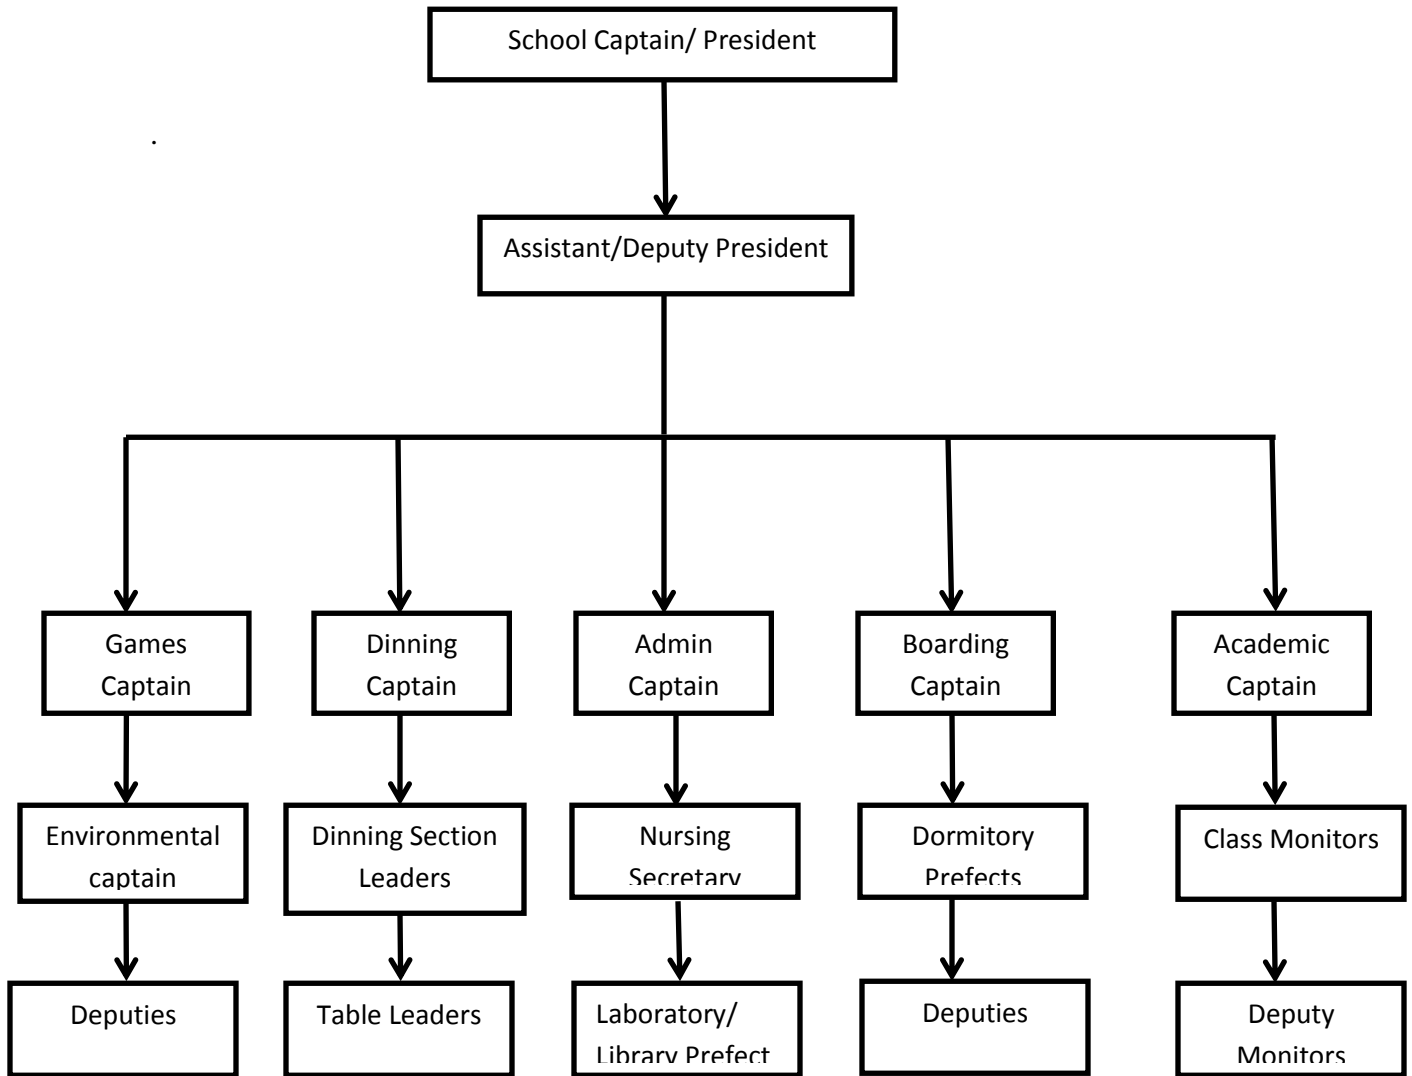 School Captain/ President
.
Assistant/Deputy President
Games
Captain
Dinning
Captain
Admin
Captain
Boarding
Captain
Academic
Captain
Environmental
captain
Dinning Section
Leaders
Nursing
Secretary
Dormitory
Prefects
Class Monitors
Deputies
Table Leaders
Laboratory/
Library Prefect
Deputies
Deputy
Monitors